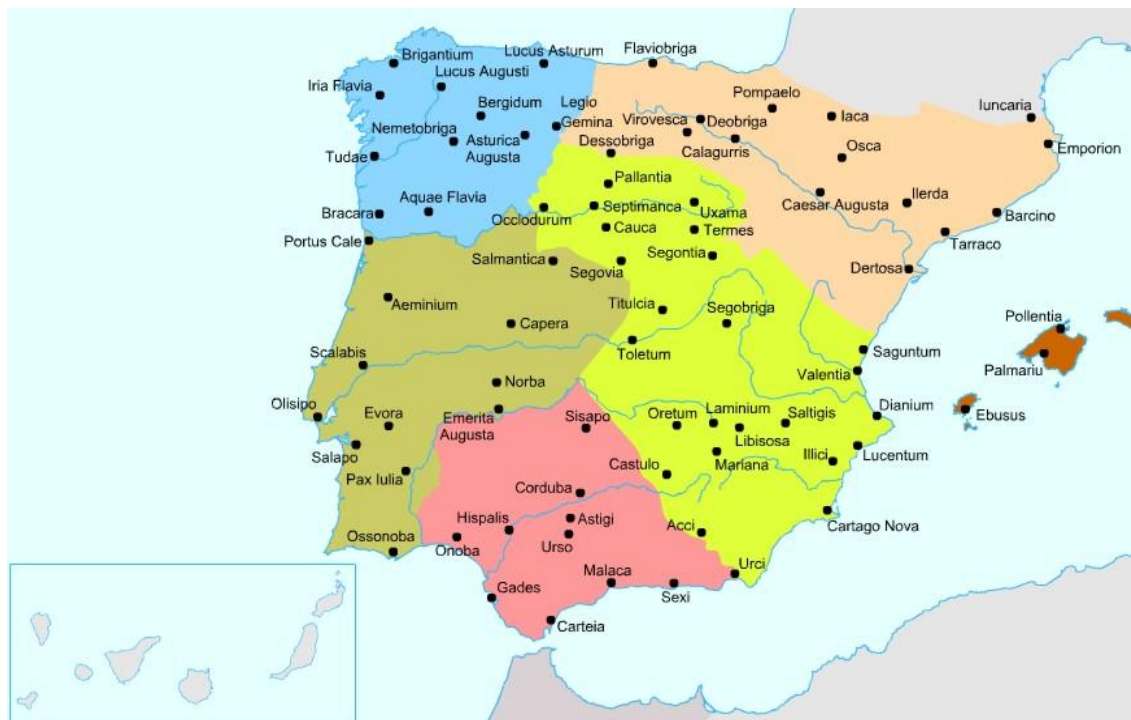 Brigantium
Lucus Asturum
Flaviobriga
Lucus Augusti
Iria Flavia
Bergidum
Legio
Gemina
Nemetobriga
Asturica
Augusta
Tudae
Aquae Flavia
Bracara
Portus Cale
Pompaelo
Iuncaria
Virovesca
Deobriga
Iaca
Dessobriga
Calagurris
Osca
Emporion
Pallantia
Caesar Augusta
Ilerda
Occlodurum
Septimanca
Uxama
Barcino
Cauca
Termes
Tarraco
Salmantica
Segovia
Segontia
Dertosa
Aeminium
Titulcia
Segobriga
Pollentia
Capera
Toletum
Saguntum
Palmariu
Scalabis
Valentia
Norba
Olisipo
Evora
Emerita
Augusta
Sisapo
Oretum
Laminium
Saltigis
Dianium
Ebusus
Libisosa
Salapo
Mariana
Illici
Lucentum
Pax Iulia
Castulo
Corduba
Cartago Nova
Hispalis
Astigi
Acci
Ossonoba
Onoba
Urso
Urci
Malaca
Gades
Sexi
Carteia